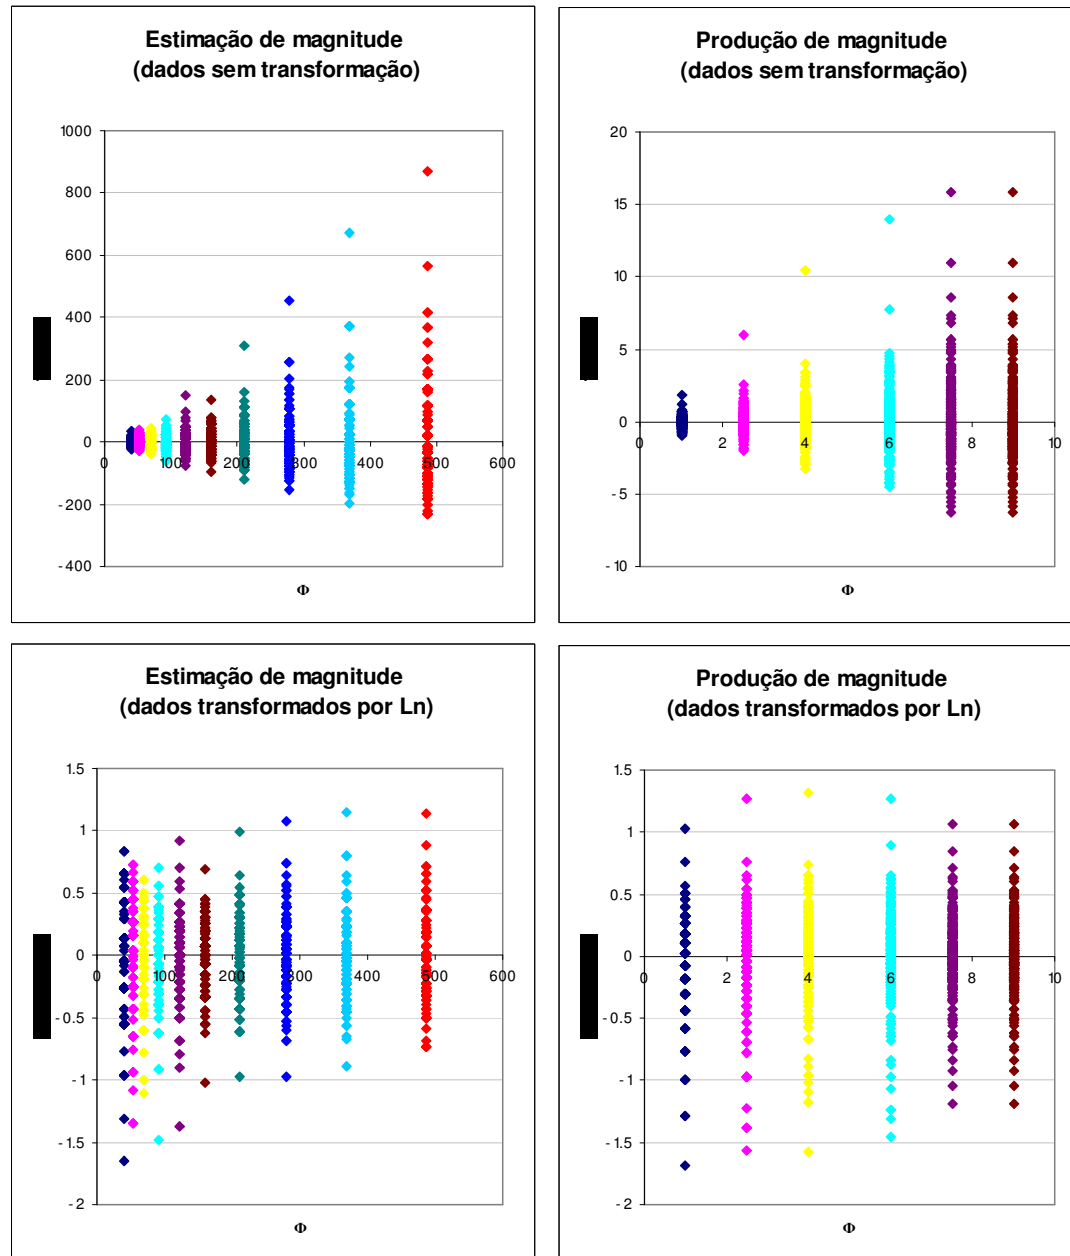 Estimação de magnitude
(dados sem transformação)
1000
800
600
400
200
0
-200
-400
0 100 200 300 400 500 600
Φ
Produção de magnitude
(dados sem transformação)
20
15
10
5
0
-5
-10
0 2 4 6 8 10
Φ
Estimação de magnitude
(dados transformados por Ln)
1.5
1
0.5
0
-0.5
-1
-1.5
-2
0 100 200 300 400 500 600
Φ
Produção de magnitude
(dados transformados por Ln)
1.5
1
0.5
0
-0.5
-1
-1.5
-2
0 2 4 6 8 10
Φ